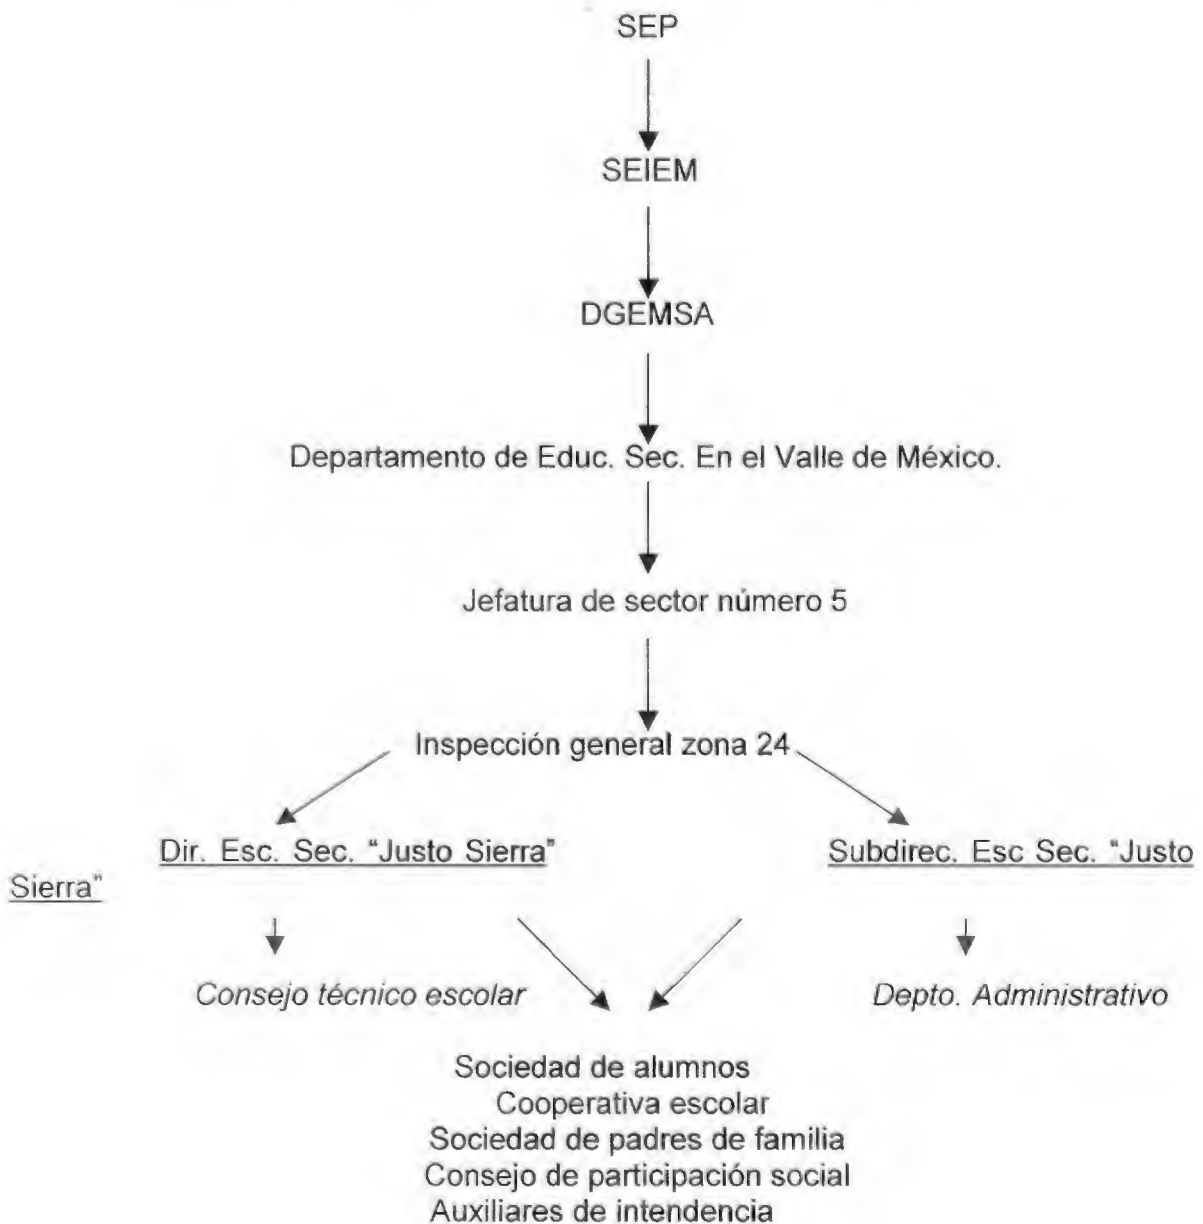 SEP
SEIEM
DGEMSA
Departamento de Educ. Sec. En el Valle de México.
Jefatura de sector número 5
Inspección general zona 24
Dir. Esc. Sec. “Justo Sierra” Subdirec. Esc Sec. “Justo
Sierra”
Consejo técnico escolar Depto. Administrativo
Sociedad de alumnos
Cooperativa escolar
Sociedad de padres de familia
Consejo de participación social
Auxiliares de intendencia